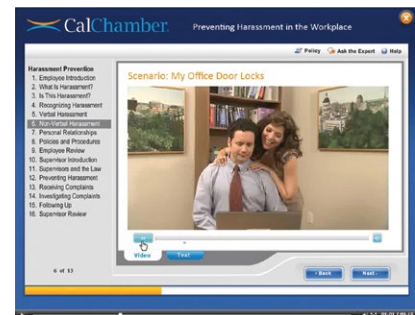 CalChamber.
Preventing Harassment in the Workplace
Policy
Ask the Expert
Help
Harassment Prevention
1. Employee Introduction
2. What Is Harassment?
3. Is This Harassment?
4. Recognizing Harassment
5. Verbal Harassment
6. Non-Verbal Harassment
7. Personal Relationships
8. Policies and Procedures
9. Employee Review
10. Supervisor Introduction
11. Supervisors and the Law
12. Preventing Harassment
13. Receiving Complaints
14. Investigating Complaints
15. Following Up
16. Supervisor Review
Scenario: My Office Door Locks
Video
Text
6 of 13
Back
Next